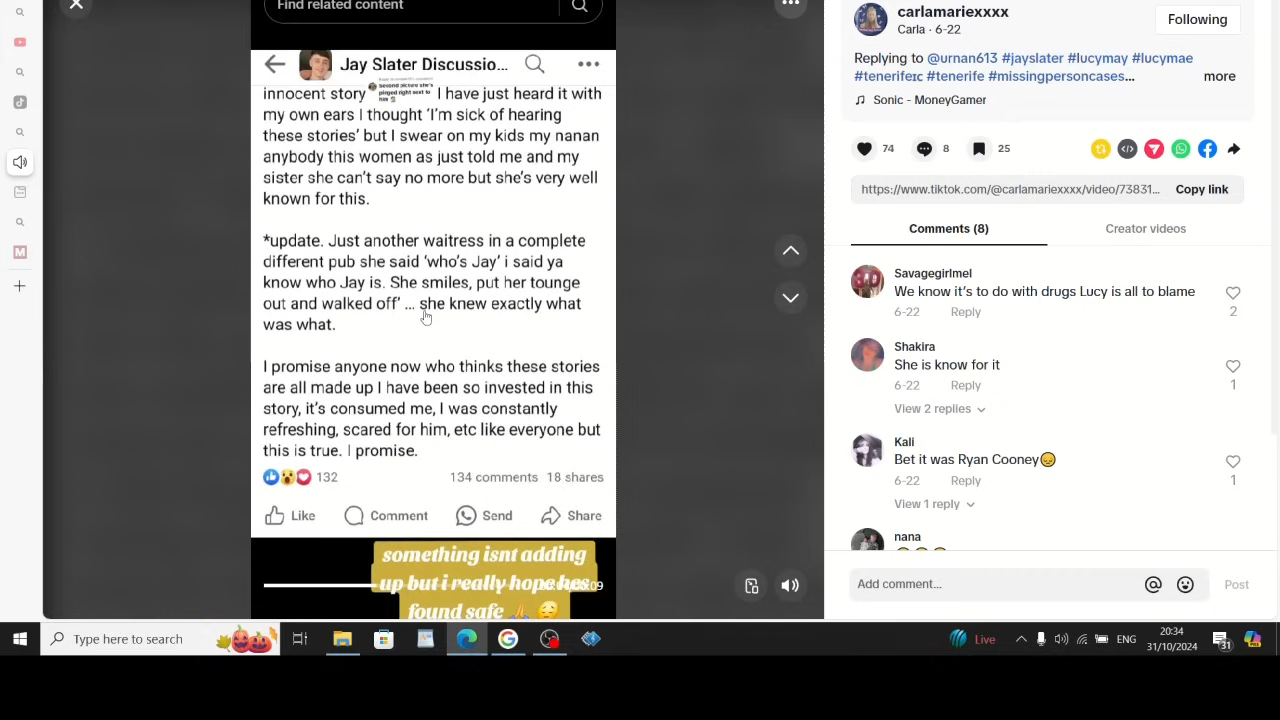 Find related content
Jay Slater Discussio...
innocent story I have just heard it with
my own ears I thought 'I'm sick of hearing
these stories' but I swear on my kids my nanan
anybody this women as just told me and my
sister she can't say no more but she's very well
known for this.
*update. Just another waitress in a complete
different pub she said 'who's Jay' i said ya
know who Jay is. She smiles, put her tounge
out and walked off' ... she knew exactly what
was what.
I promise anyone now who thinks these stories
are all made up I have been so invested in this
story, it's consumed me, I was constantly
refreshing, scared for him, etc like everyone but
this is true. I promise.
132
134 comments 18 shares
Like Comment Send Share
something isnt adding
up but i really hope hes
found safe 🙏 😔
carlamariexxxx
Carla · 6-22
Following
Replying to @urnan613 #jayslater #lucymay #lucymae
#tenerifeıc #tenerife #missingpersoncases... more
♫ Sonic - MoneyGamer
74 8 25
https://www.tiktok.com/@carlamariexxxx/video/73831... Copy link
Comments (8) Creator videos
Savagegirlmel
We know it's to do with drugs Lucy is all to blame
6-22 Reply 2
Shakira
She is know for it
6-22 Reply 1
View 2 replies
Kali
Bet it was Ryan Cooney😞
6-22 Reply 1
View 1 reply
nana
Add comment... Post
Type here to search
Live
ENG
20:34
31/10/2024
31